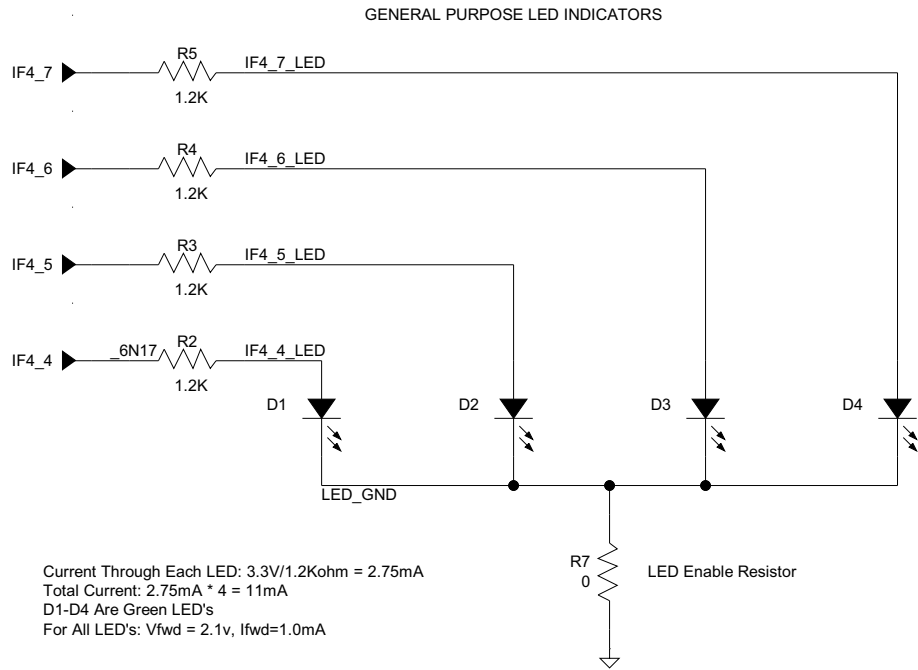 GENERAL PURPOSE LED INDICATORS
R5
IF4_7
IF4_7_LED
1.2K
R4
IF4_6
IF4_6_LED
1.2K
R3
IF4_5
IF4_5_LED
1.2K
IF4_4
_6N17
R2
IF4_4_LED
1.2K
D1
D2
D3
D4
LED_GND
R7
0
LED Enable Resistor
Current Through Each LED: 3.3V/1.2Kohm = 2.75mA
Total Current: 2.75mA * 4 = 11mA
D1-D4 Are Green LED's
For All LED's: Vfwd = 2.1v, Ifwd=1.0mA